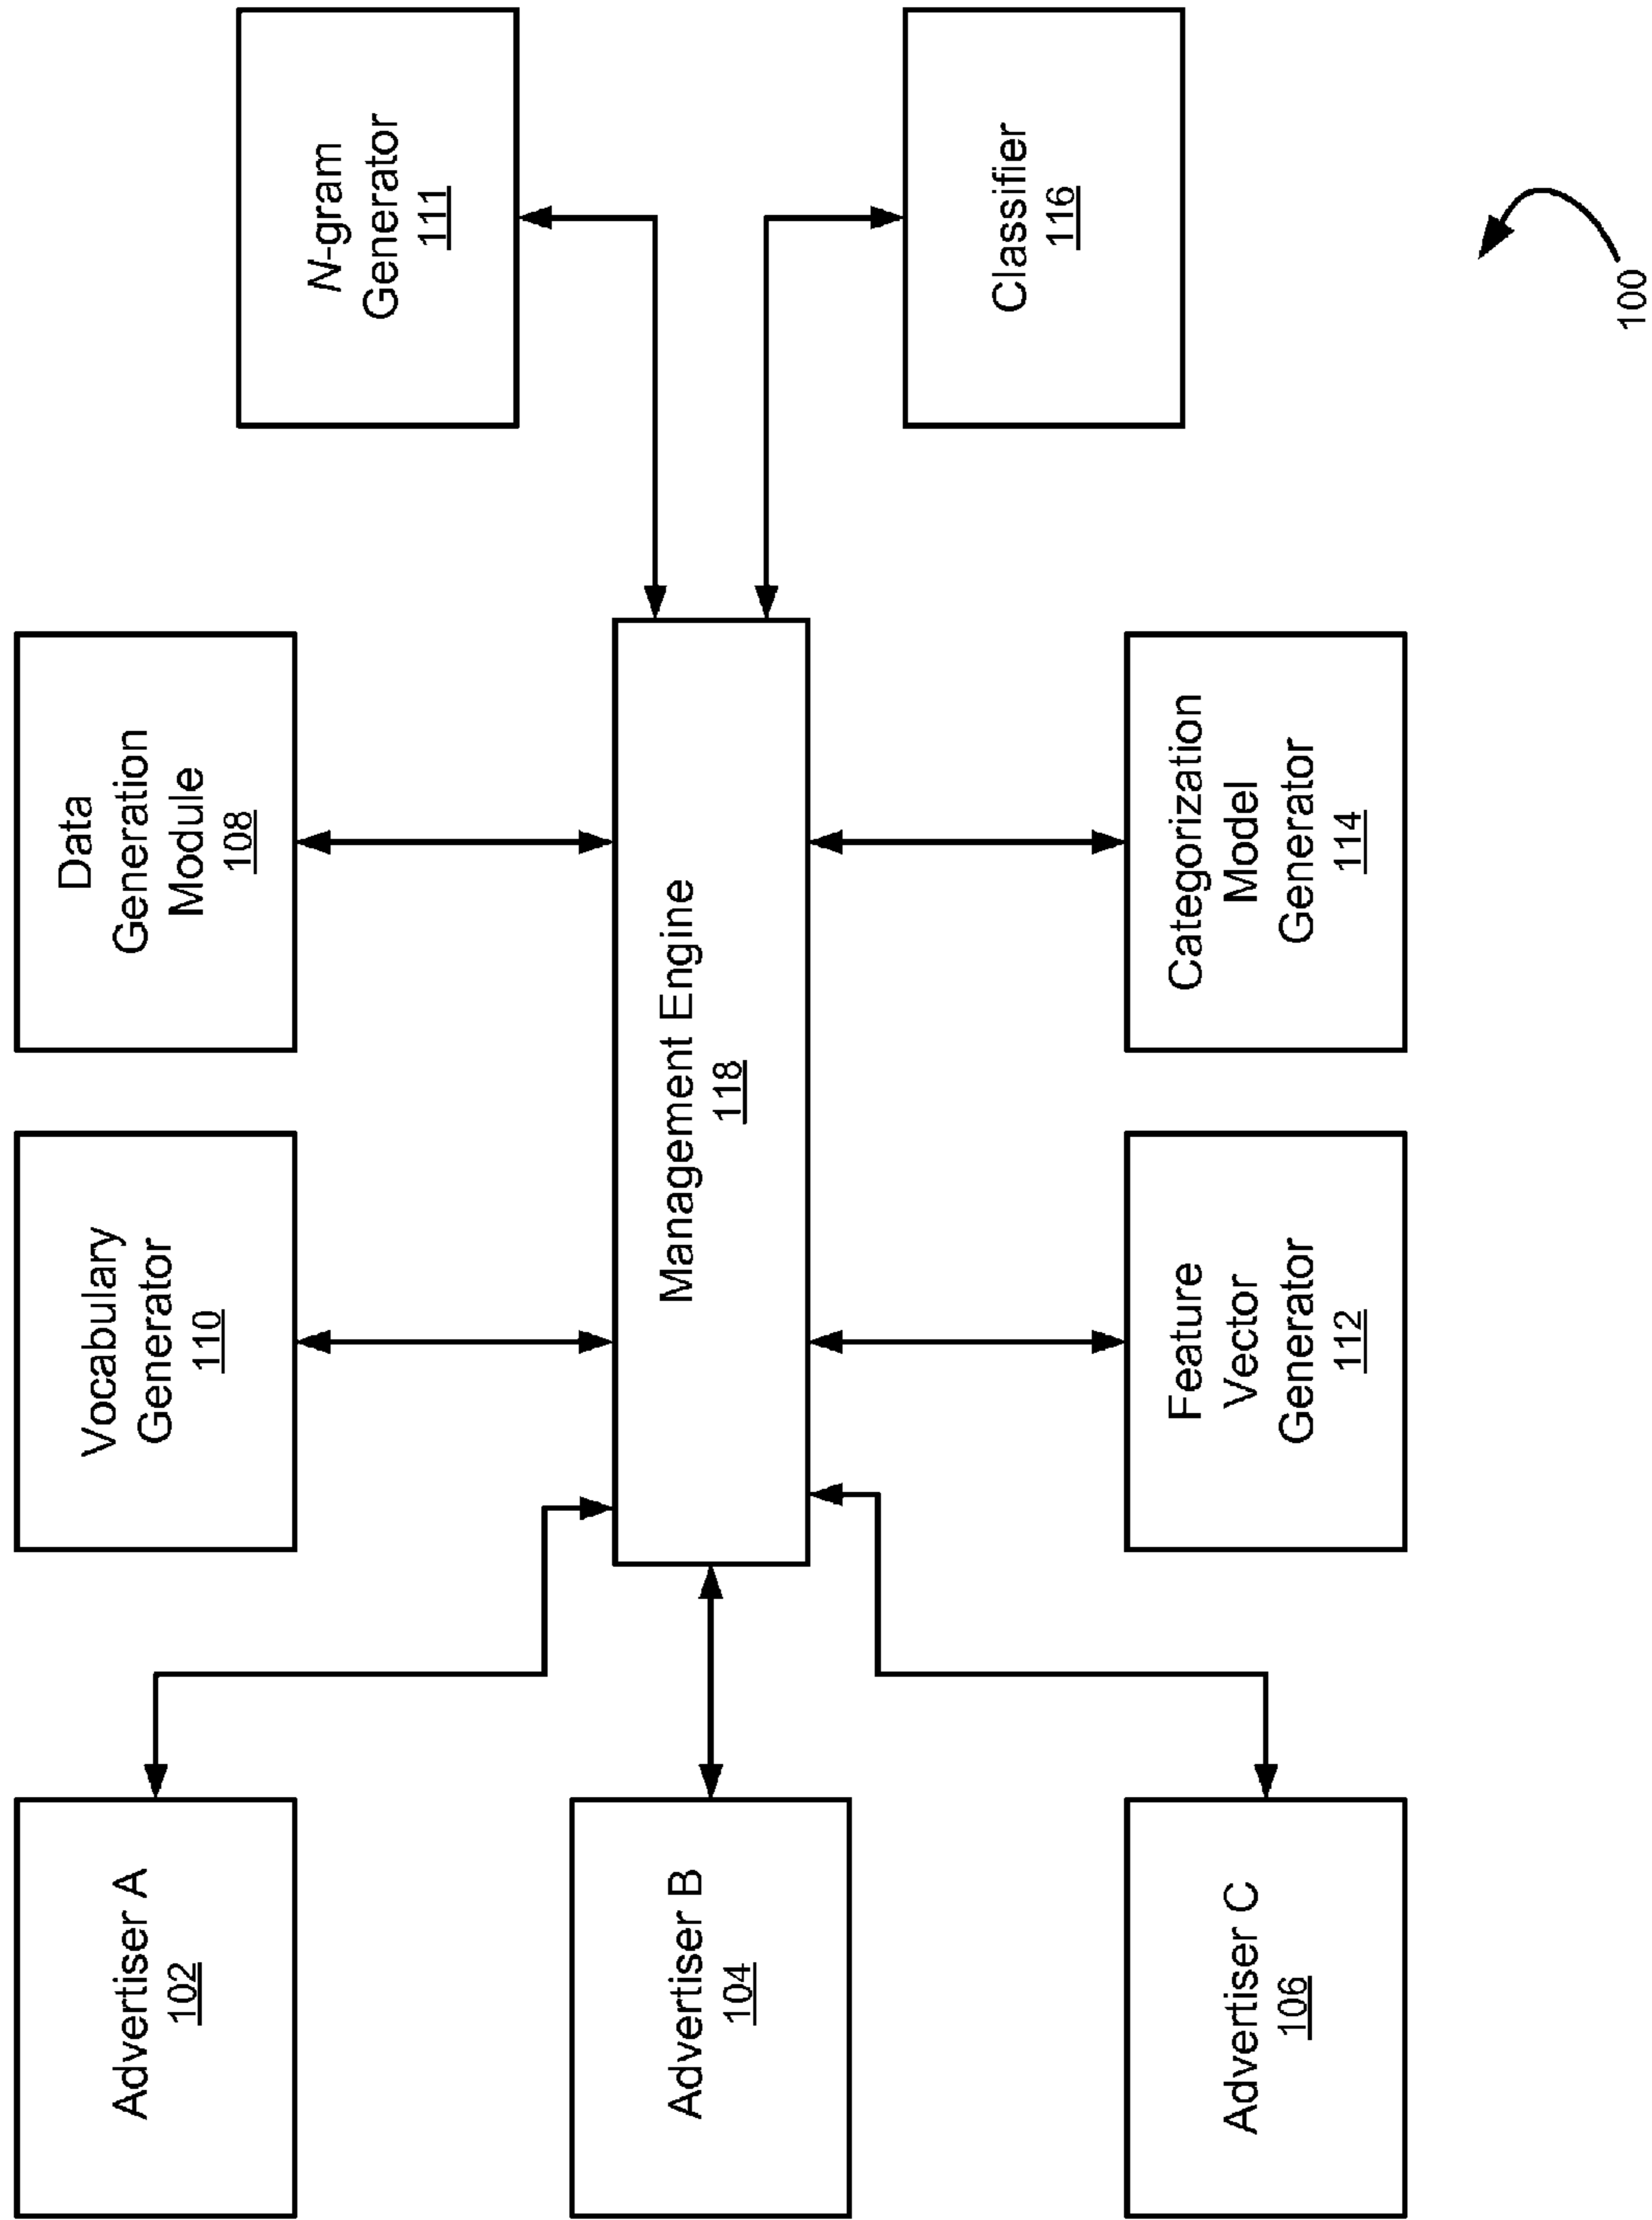 Advertiser A
102
Vocabulary
Generator
110
Data
Generation
Module
108
N-gram
Generator
111
Advertiser B
104
Management Engine
118
Classifier
116
Advertiser C
106
Feature
Vector
Generator
112
Categorization
Model
Generator
114
100